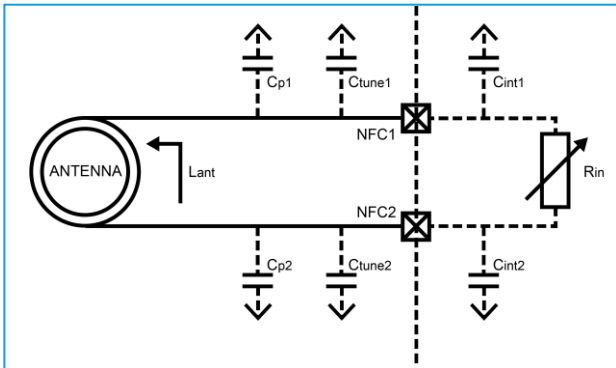 Cp1
Ctune1
Cint1
NFC1
ANTENNA
Lant
Rin
NFC2
Cp2
Ctune2
Cint2